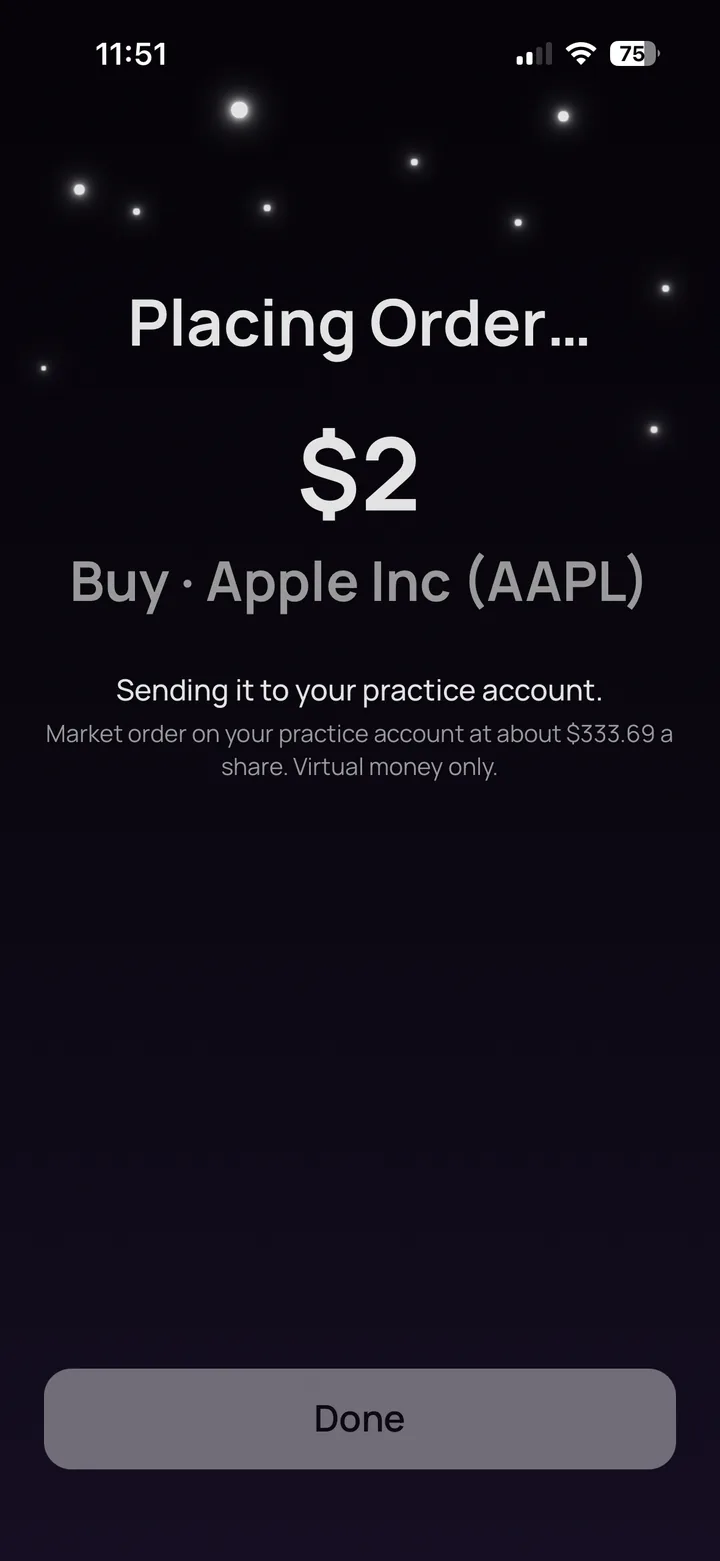 11:51
75
Placing Order...
$2
Buy · Apple Inc (AAPL)
Sending it to your practice account.
Market order on your practice account at about $333.69 a
share. Virtual money only.
Done